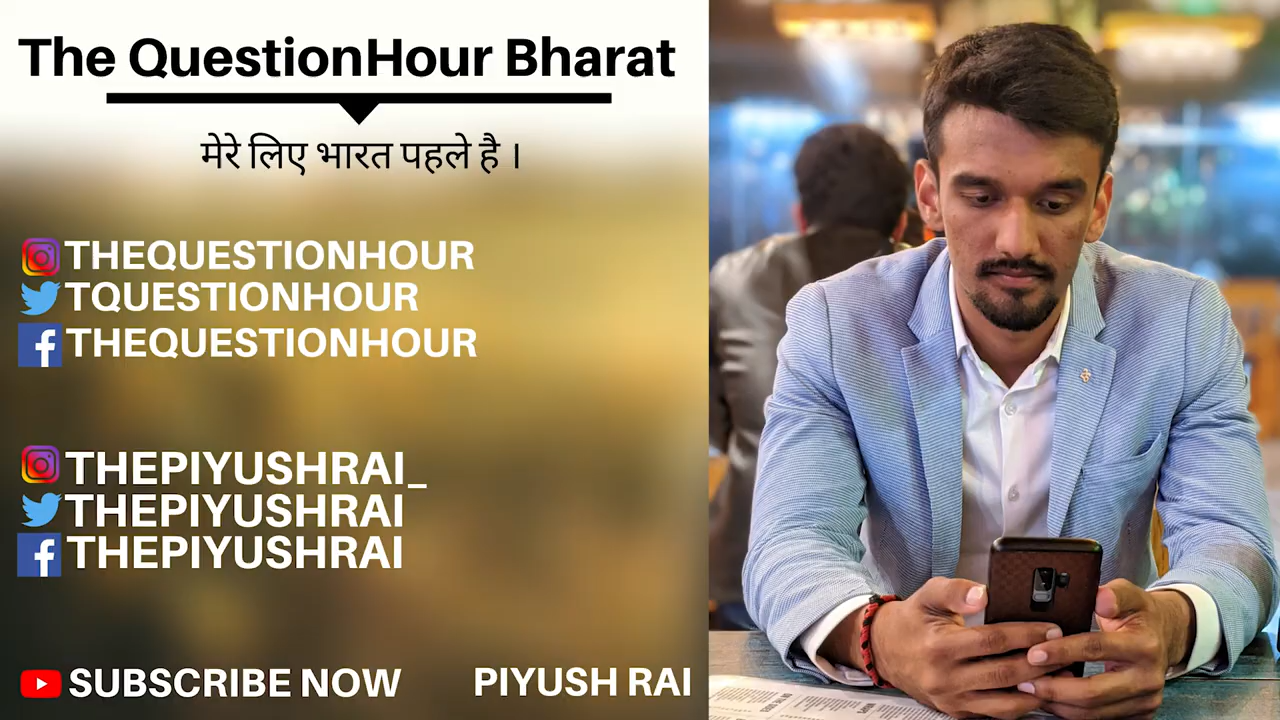 The QuestionHour Bharat
मेरे लिए भारत पहले है ।
THEQUESTIONHOUR
TQUESTIONHOUR
THEQUESTIONHOUR
THEPIYUSHRAI_
THEPIYUSHRAI
THEPIYUSHRAI
SUBSCRIBE NOW
PIYUSH RAI